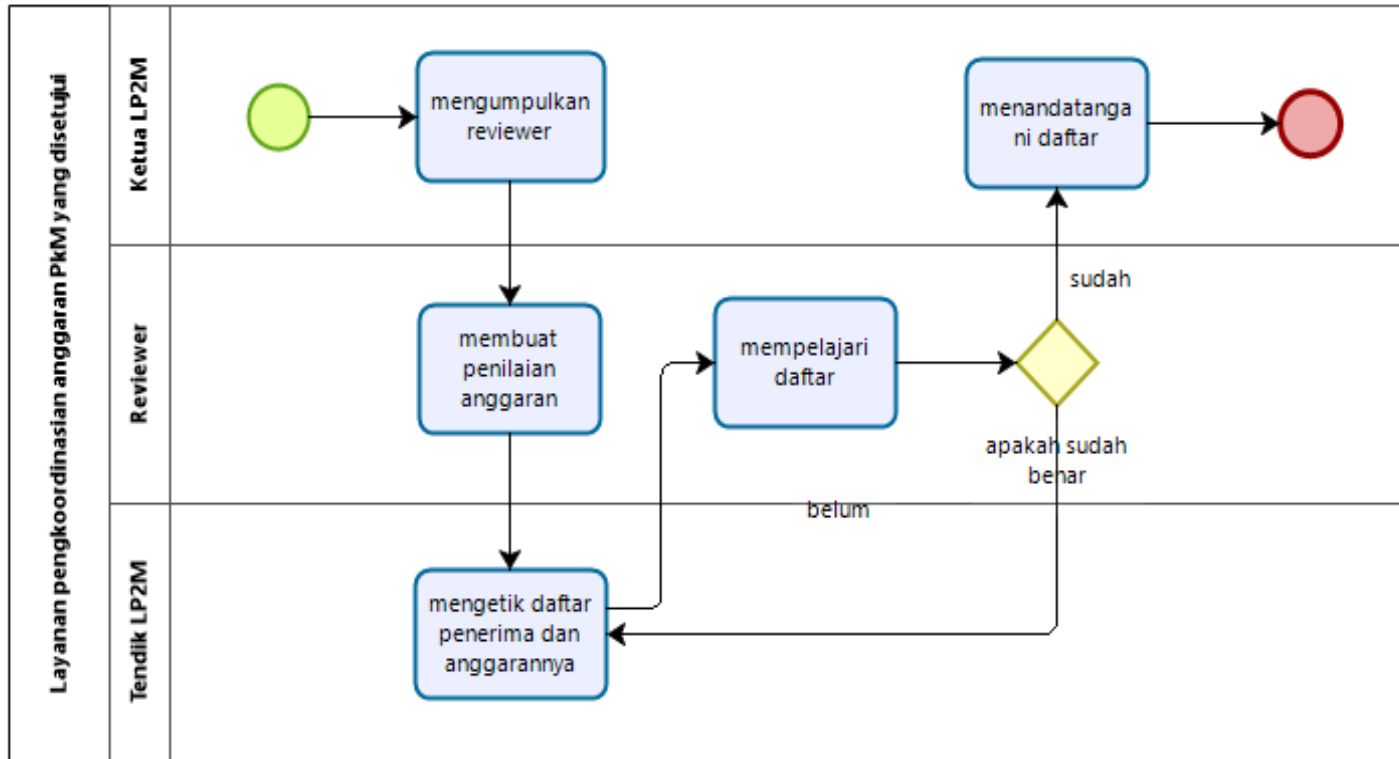 Layanan pengkoordinasian anggaran PkM yang disetujui
Ketua LP2M
mengumpulkan
reviewer
menandatanga
ni daftar
Reviewer
membuat
penilaian
anggaran
mempelajari
daftar
sudah
apakah sudah
benar
belum
Tendik LP2M
mengetik daftar
penerima dan
anggarannya